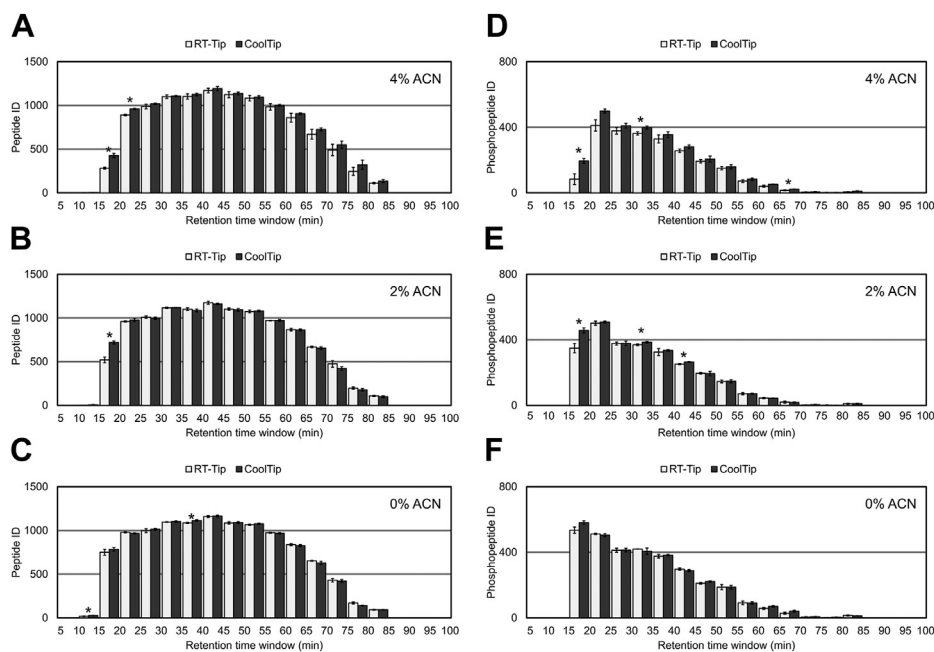 A
RT-Tip CoolTip
4% ACN
Peptide ID
1500
1000
500
0
* *
5 10 15 20 25 30 35 40 45 50 55 60 65 70 75 80 85 90 95 100
Retention time window (min)
D
RT-Tip CoolTip
4% ACN
Phosphopeptide ID
800
400
0
* * *
5 10 15 20 25 30 35 40 45 50 55 60 65 70 75 80 85 90 95 100
Retention time window (min)
B
RT-Tip CoolTip
2% ACN
Peptide ID
1500
1000
500
0
*
5 10 15 20 25 30 35 40 45 50 55 60 65 70 75 80 85 90 95 100
Retention time window (min)
E
RT-Tip CoolTip
2% ACN
Phosphopeptide ID
800
400
0
* * *
5 10 15 20 25 30 35 40 45 50 55 60 65 70 75 80 85 90 95 100
Retention time window (min)
C
RT-Tip CoolTip
0% ACN
Peptide ID
1500
1000
500
0
* *
5 10 15 20 25 30 35 40 45 50 55 60 65 70 75 80 85 90 95 100
Retention time window (min)
F
RT-Tip CoolTip
0% ACN
Phosphopeptide ID
800
400
0
5 10 15 20 25 30 35 40 45 50 55 60 65 70 75 80 85 90 95 100
Retention time window (min)